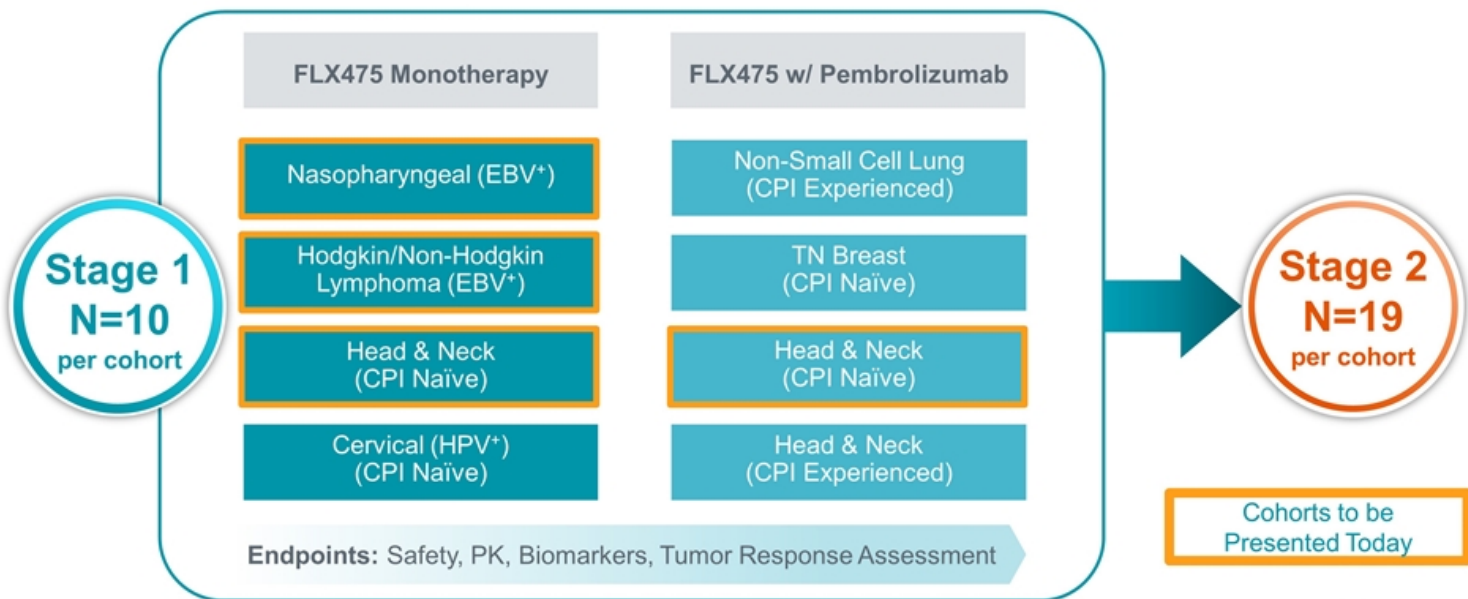 FLX475 Monotherapy
FLX475 w/ Pembrolizumab
Nasopharyngeal (EBV⁺)
Non-Small Cell Lung
(CPI Experienced)
Hodgkin/Non-Hodgkin
Lymphoma (EBV⁺)
TN Breast
(CPI Naïve)
Stage 1
N=10
per cohort
Stage 2
N=19
per cohort
Head & Neck
(CPI Naïve)
Head & Neck
(CPI Naïve)
Cervical (HPV⁺)
(CPI Naïve)
Head & Neck
(CPI Experienced)
Endpoints: Safety, PK, Biomarkers, Tumor Response Assessment
Cohorts to be
Presented Today